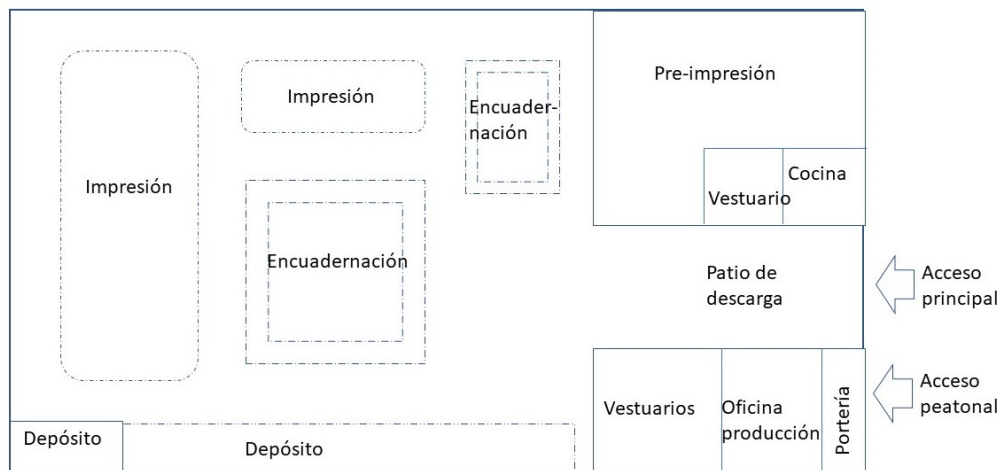 Pre-impresión
Impresión
Encuader-
nación
Impresión
Cocina
Vestuario
Encuadernación
Patio de
descarga
Acceso
principal
Acceso
peatonal
Vestuarios
Oficina
producción
Portería
Depósito
Depósito